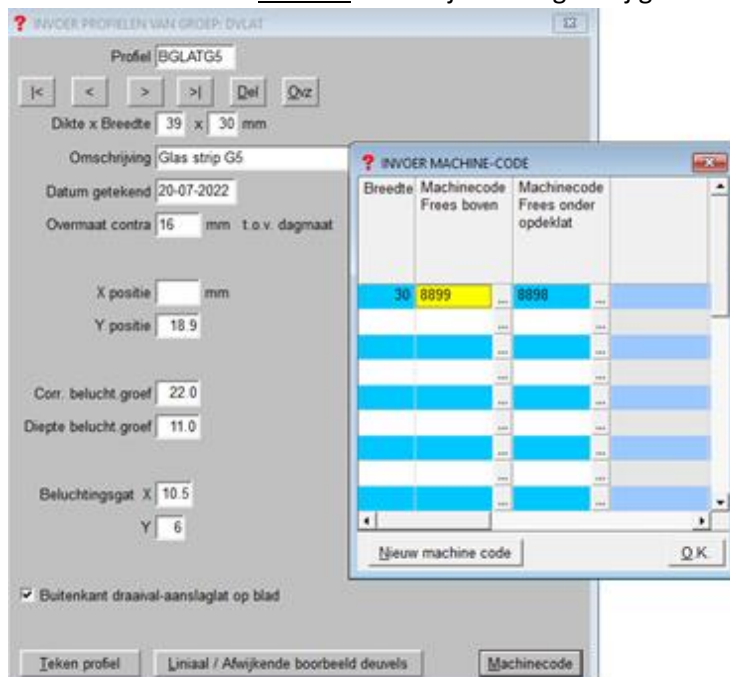 INVOER PROFIELEN VAN GROEP: DVLAT
Profiel BGLATG5
|< < > >| Del Ovz
Dikte x Breedte 39 x 30 mm
Omschrijving Glas strip G5
Datum getekend 20-07-2022
Overmaat contra 16 mm t.o.v. dagmaat
X positie mm
Y positie 18.9
Corr. belucht.groef 22.0
Diepte belucht.groef 11.0
Beluchtingsgat X 10.5
Y 6
Buitenkant draaival-aanslaglat op blad
Teken profiel Liniaal / Afwijkende boorbeeld deuvels Machinecode
INVOER MACHINE-CODE
Breedte Machinecode Machinecode
Frees boven Frees onder
opdeklat
30 8899 ... 8898 ...
Nieuw machine code O.K.